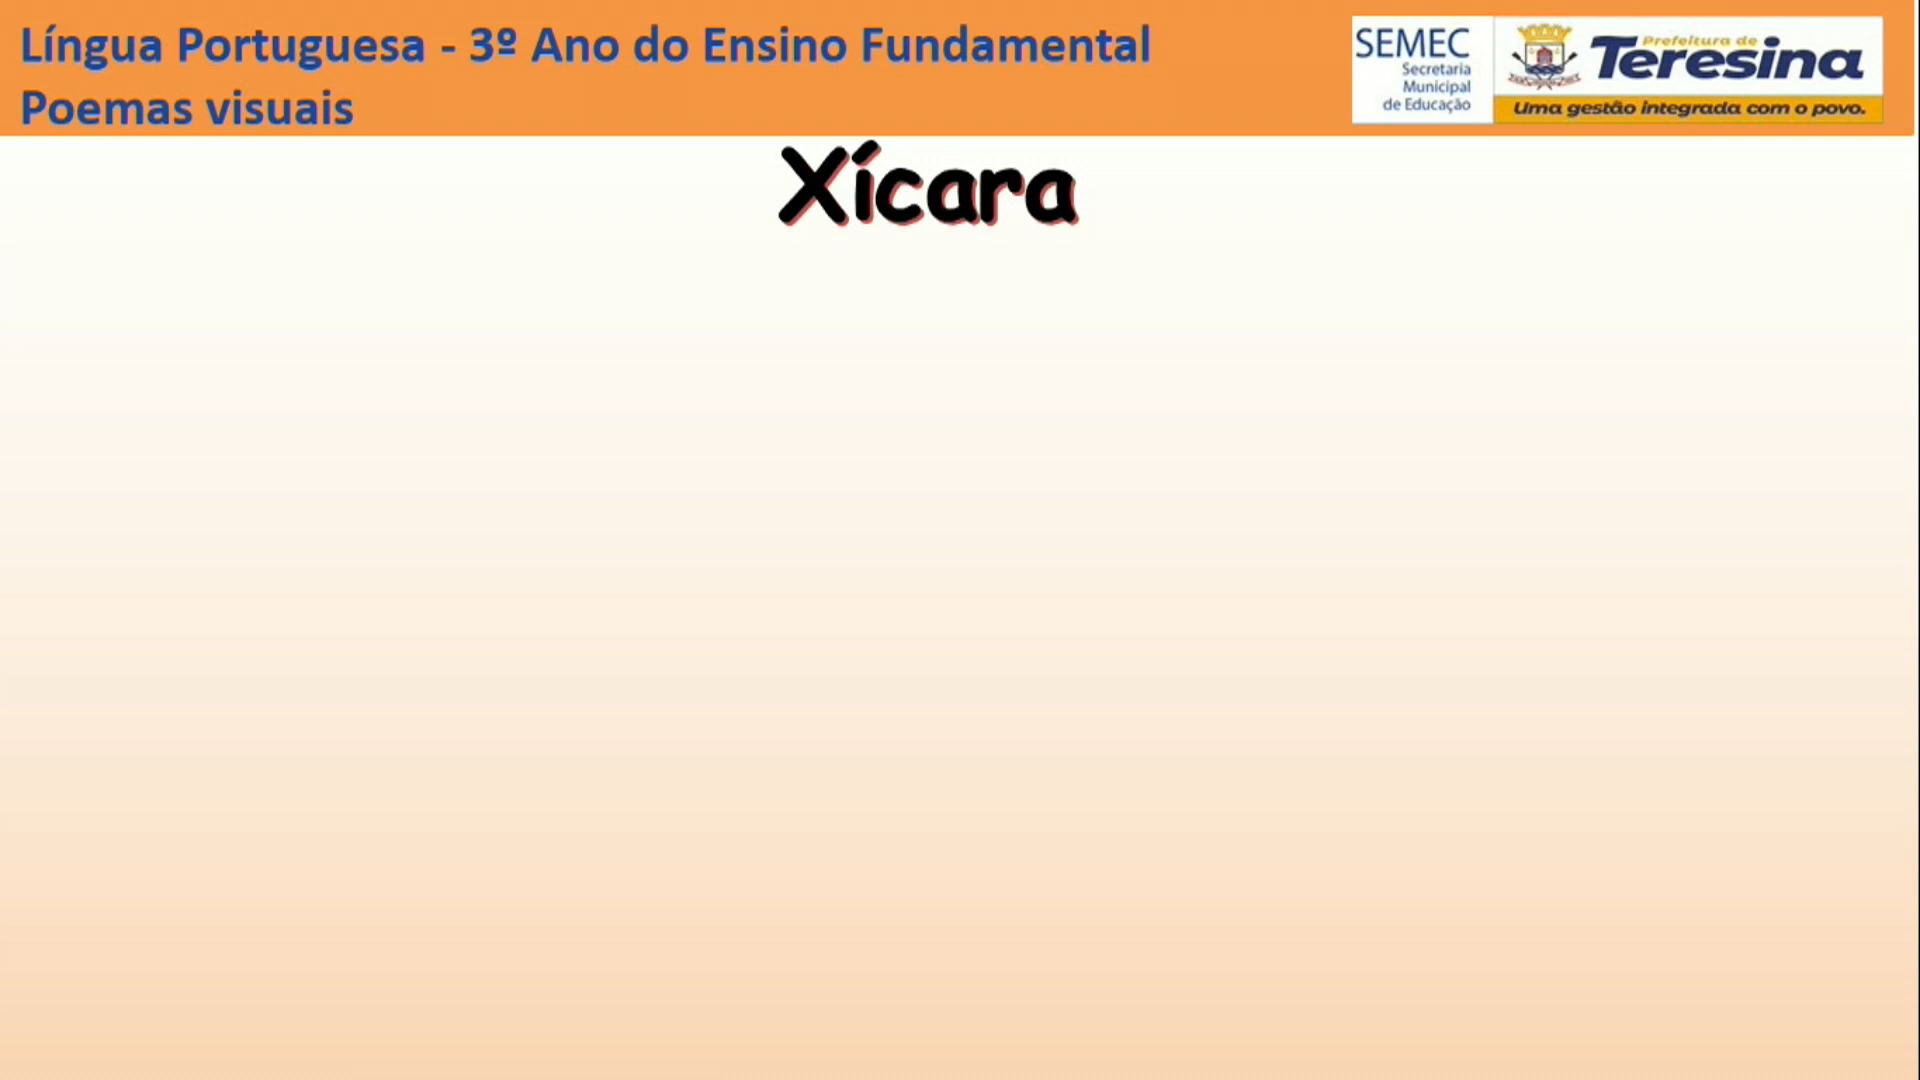 Língua Portuguesa - 3º Ano do Ensino Fundamental
Poemas visuais
SEMEC
Secretaria
Municipal
de Educação
Prefeitura de
Teresina
Uma gestão integrada com o povo.
Xícara